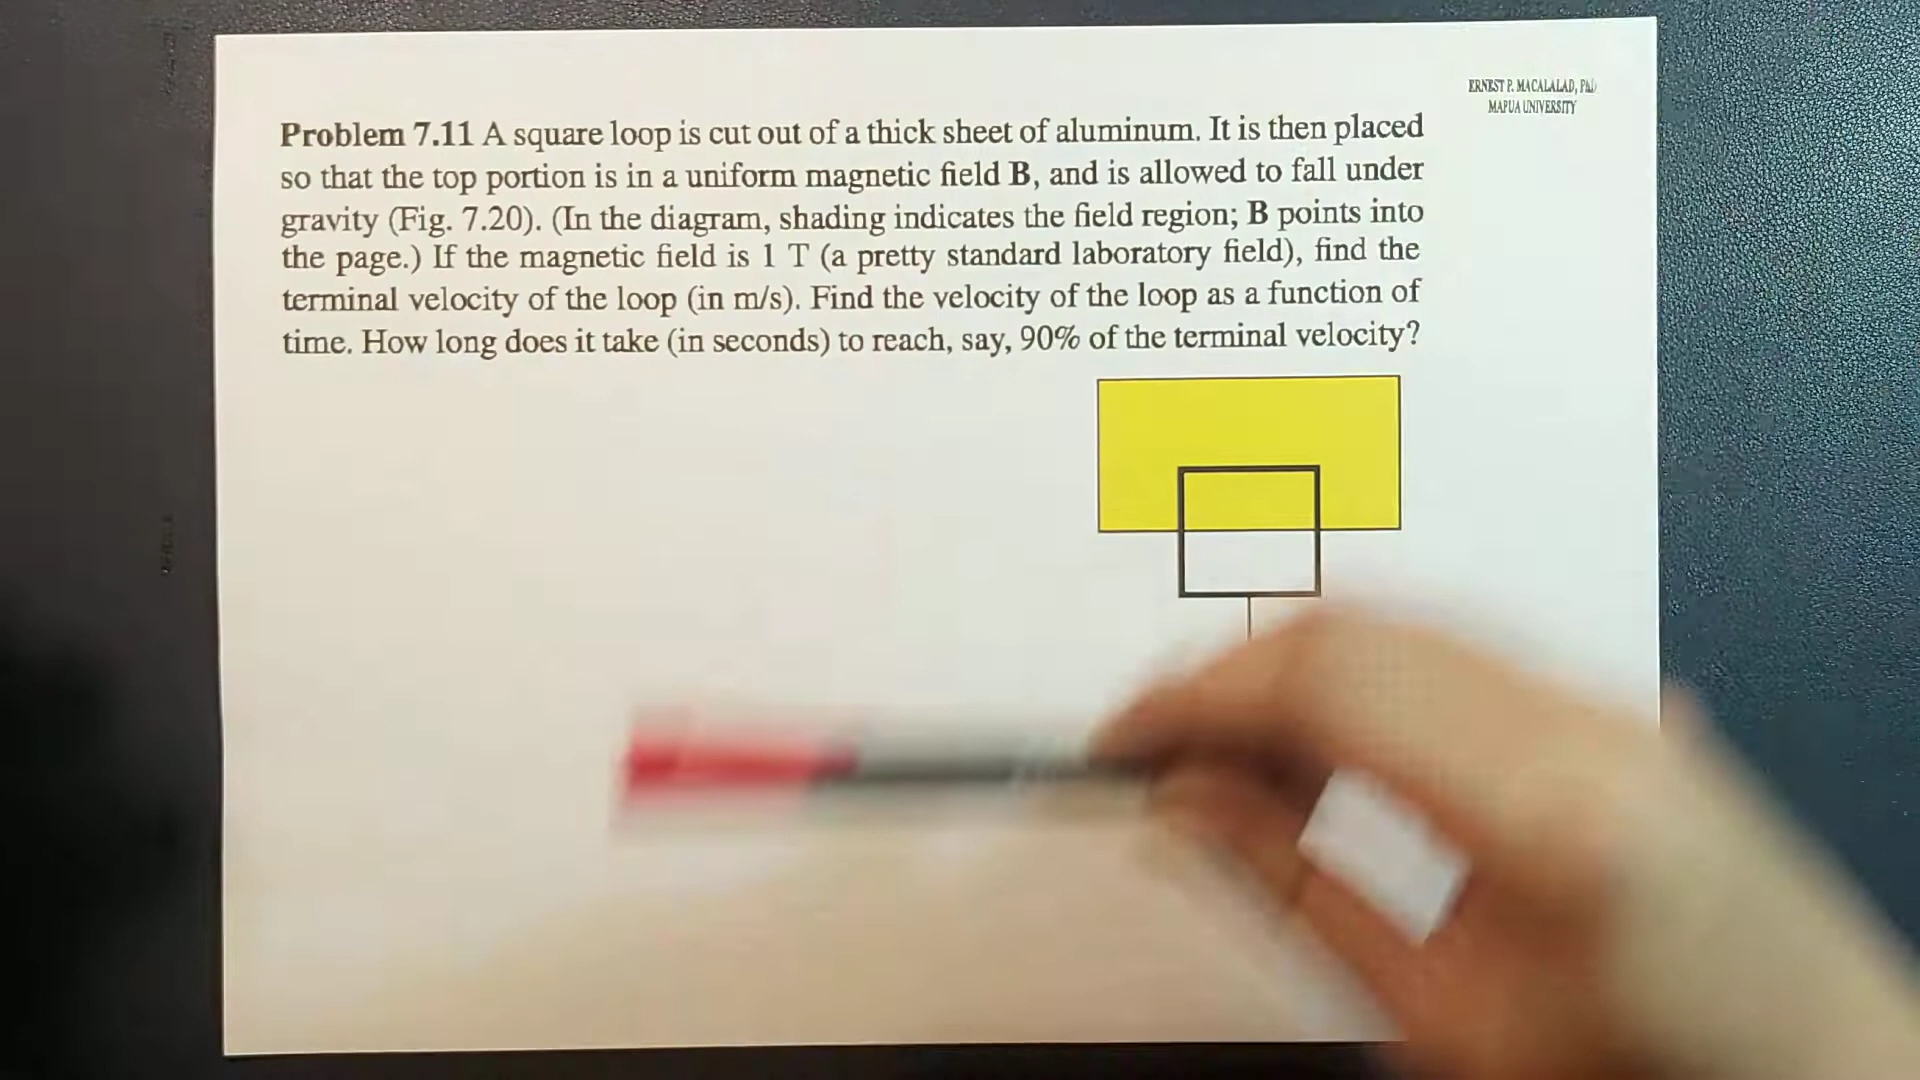 ERNEST P. MACALALAD, PhD
MAPUA UNIVERSITY
Problem 7.11 A square loop is cut out of a thick sheet of aluminum. It is then placed
so that the top portion is in a uniform magnetic field B, and is allowed to fall under
gravity (Fig. 7.20). (In the diagram, shading indicates the field region; B points into
the page.) If the magnetic field is 1 T (a pretty standard laboratory field), find the
terminal velocity of the loop (in m/s). Find the velocity of the loop as a function of
time. How long does it take (in seconds) to reach, say, 90% of the terminal velocity?